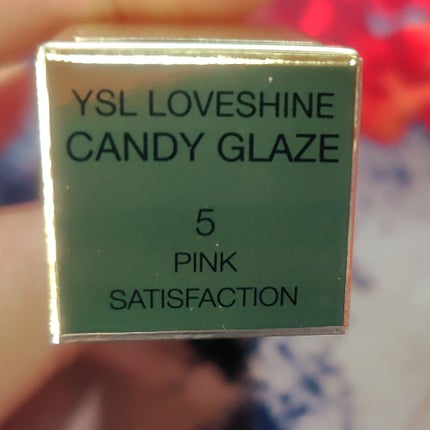 YSL LOVESHINE
CANDY GLAZE
5
PINK
SATISFACTION